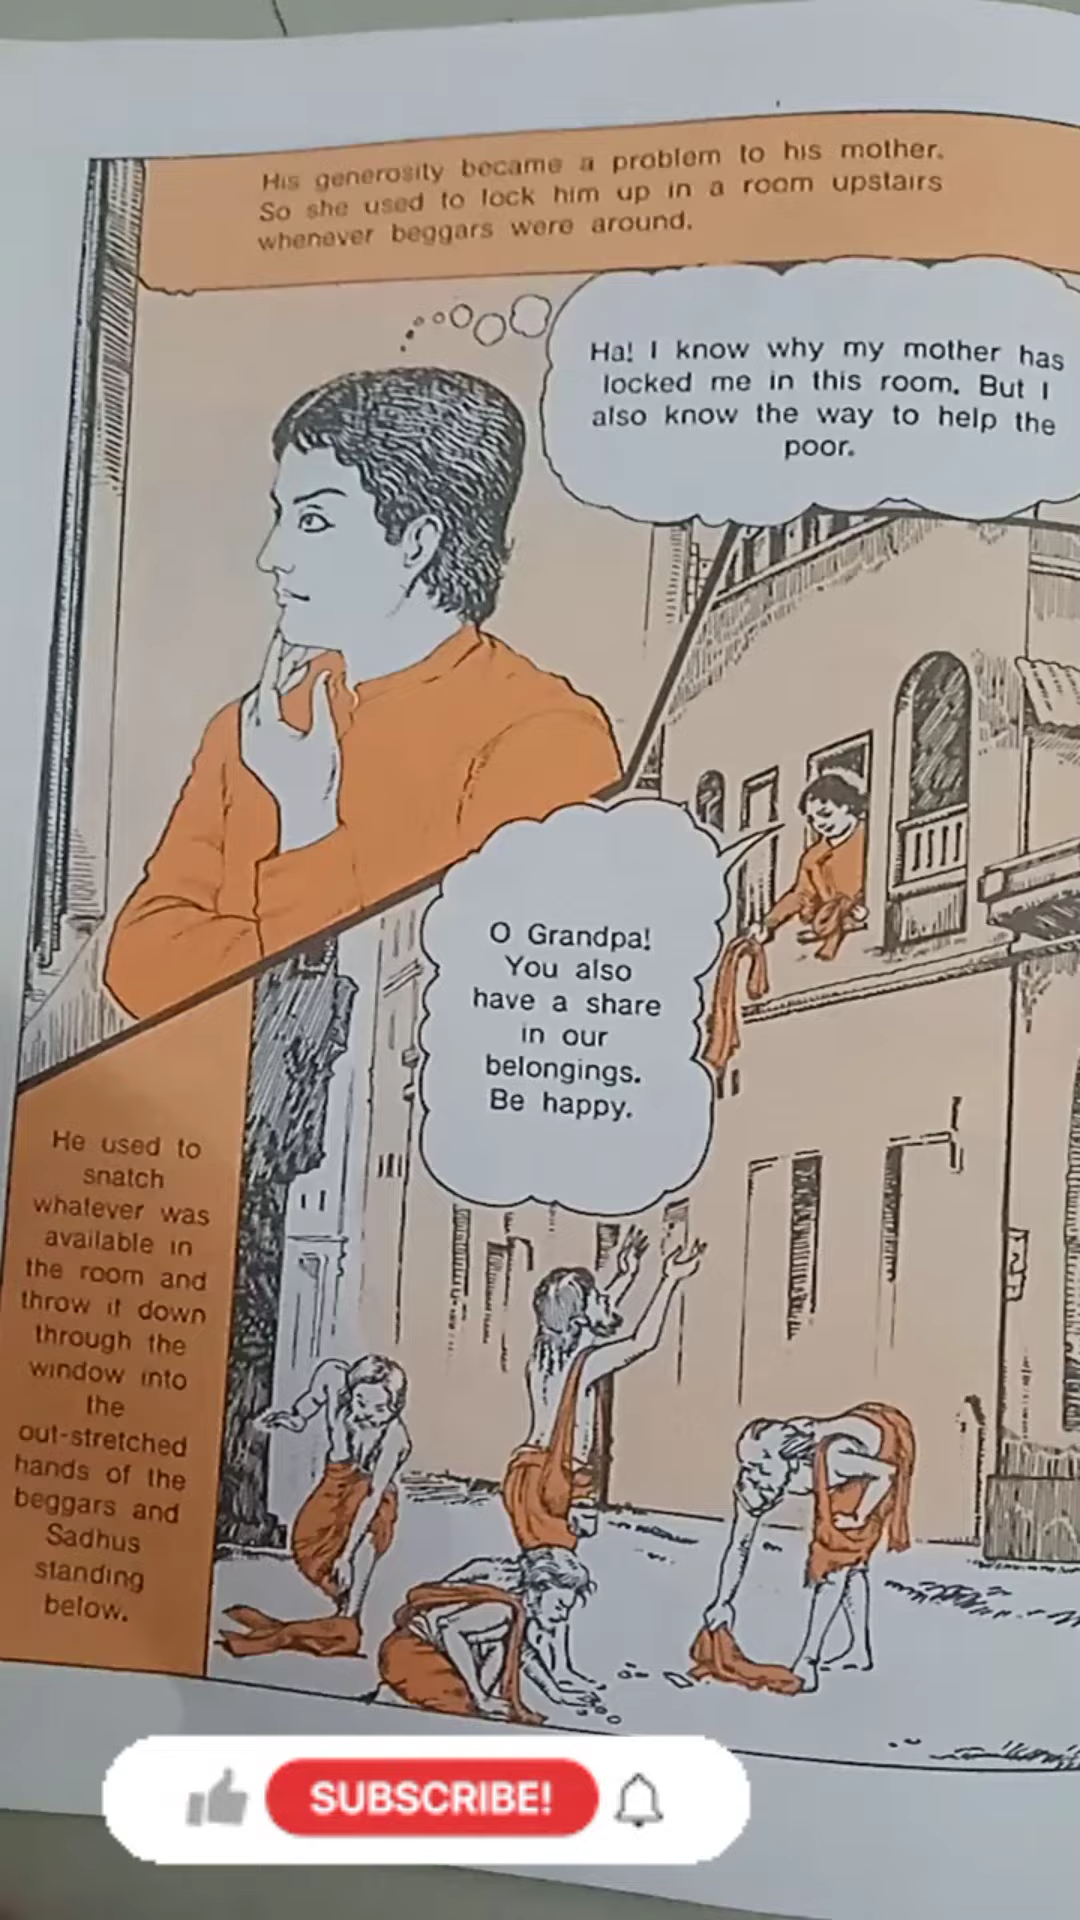 His generosity became a problem to his mother.
So she used to lock him up in a room upstairs
whenever beggars were around.
Ha! I know why my mother has
locked me in this room. But I
also know the way to help the
poor.
O Grandpa!
You also
have a share
in our
belongings.
Be happy.
He used to
snatch
whatever was
available in
the room and
throw it down
through the
window into
the
out-stretched
hands of the
beggars and
Sadhus
standing
below.
SUBSCRIBE!